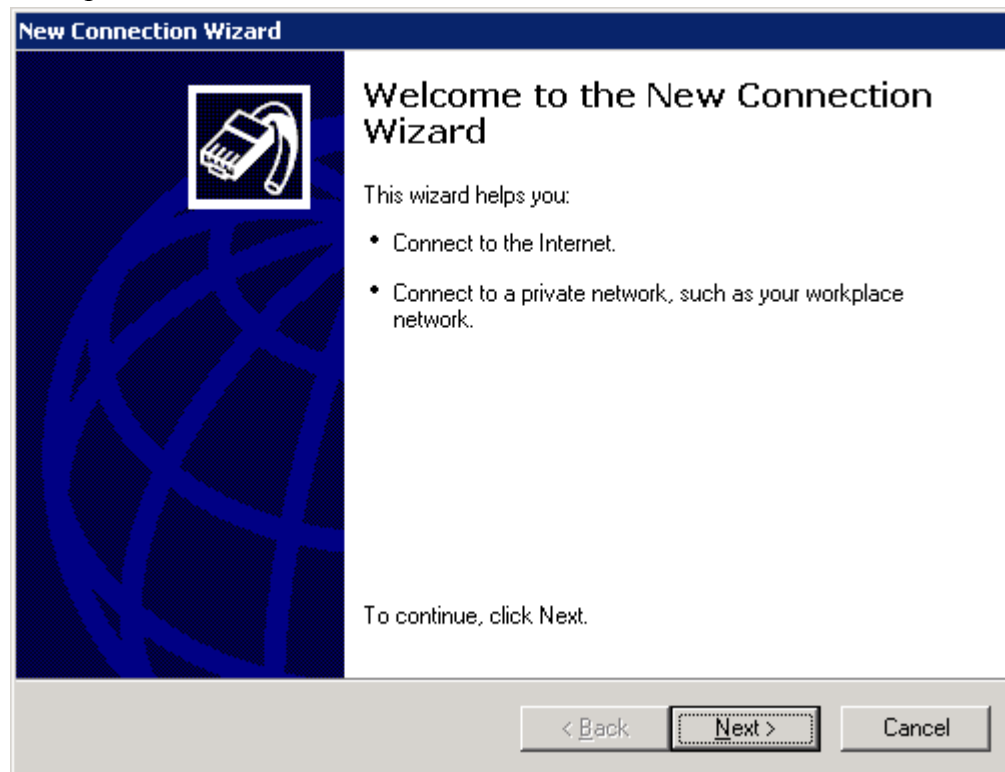 New Connection Wizard
Welcome to the New Connection
Wizard
This wizard helps you:
• Connect to the Internet.
• Connect to a private network, such as your workplace
network.
To continue, click Next.
< Back
Next >
Cancel